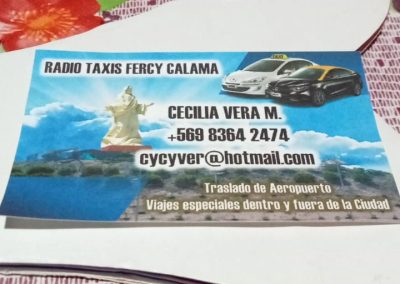 RADIO TAXIS FERCY CALAMA
TAXI
CECILIA VERA M.
+569 8364 2474
cycyver@hotmail.com
Traslado de Aeropuerto
Viajes especiales dentro y fuera de la Ciudad